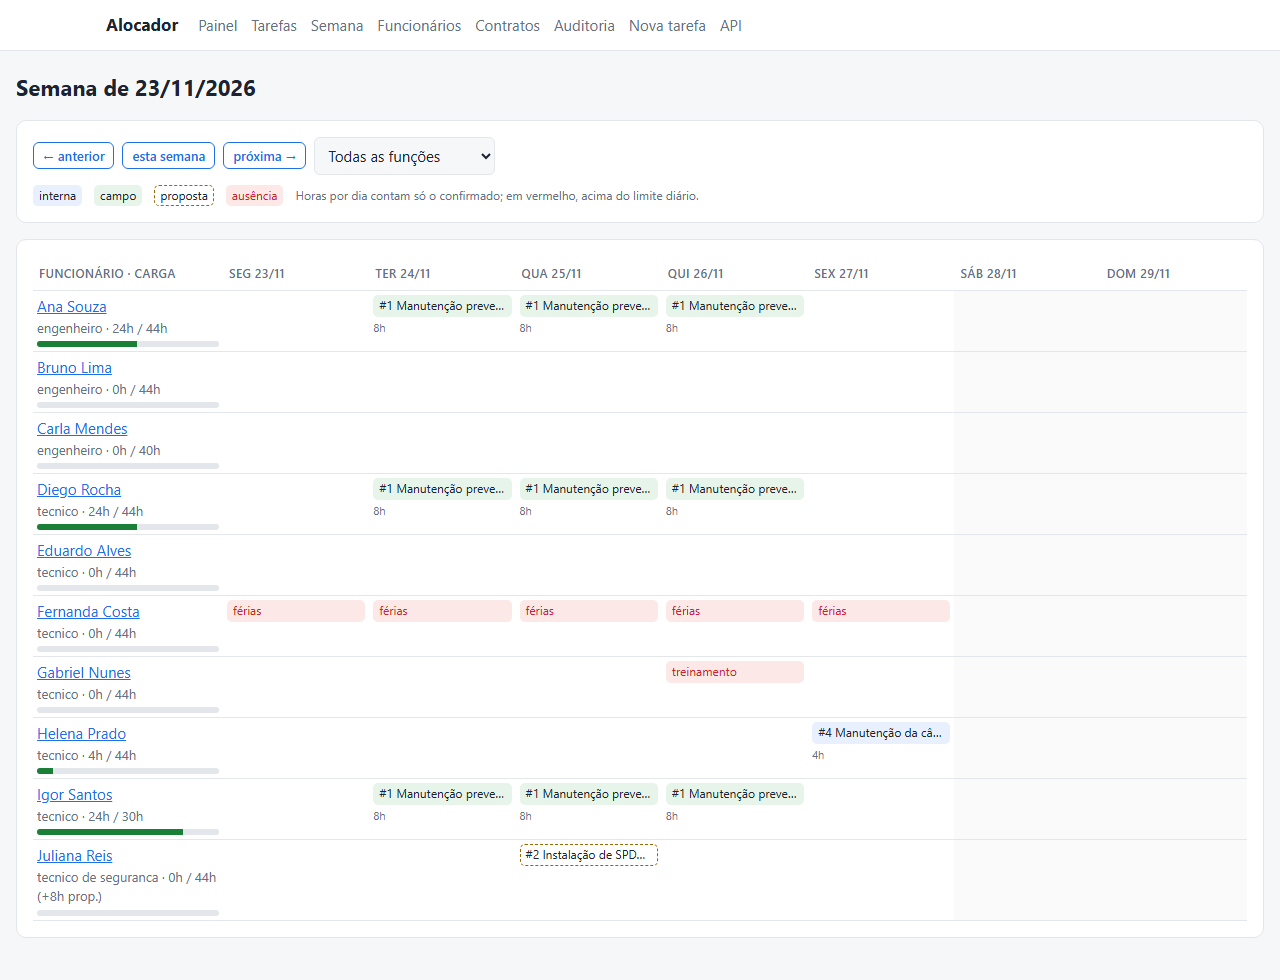 Alocador Painel Tarefas Semana Funcionários Contratos Auditoria Nova tarefa API
Semana de 23/11/2026
← anterior esta semana próxima → Todas as funções
interna campo proposta ausência Horas por dia contam só o confirmado; em vermelho, acima do limite diário.
FUNCIONÁRIO · CARGA SEG 23/11 TER 24/11 QUA 25/11 QUI 26/11 SEX 27/11 SÁB 28/11 DOM 29/11
Ana Souza #1 Manutenção preve... #1 Manutenção preve... #1 Manutenção preve...
engenheiro · 24h / 44h 8h 8h 8h
Bruno Lima
engenheiro · 0h / 44h
Carla Mendes
engenheiro · 0h / 40h
Diego Rocha #1 Manutenção preve... #1 Manutenção preve... #1 Manutenção preve...
tecnico · 24h / 44h 8h 8h 8h
Eduardo Alves
tecnico · 0h / 44h
Fernanda Costa férias férias férias férias férias
tecnico · 0h / 44h
Gabriel Nunes treinamento
tecnico · 0h / 44h
Helena Prado #4 Manutenção da câ...
tecnico · 4h / 44h 4h
Igor Santos #1 Manutenção preve... #1 Manutenção preve... #1 Manutenção preve...
tecnico · 24h / 30h 8h 8h 8h
Juliana Reis #2 Instalação de SPD...
tecnico de seguranca · 0h / 44h
(+8h prop.)